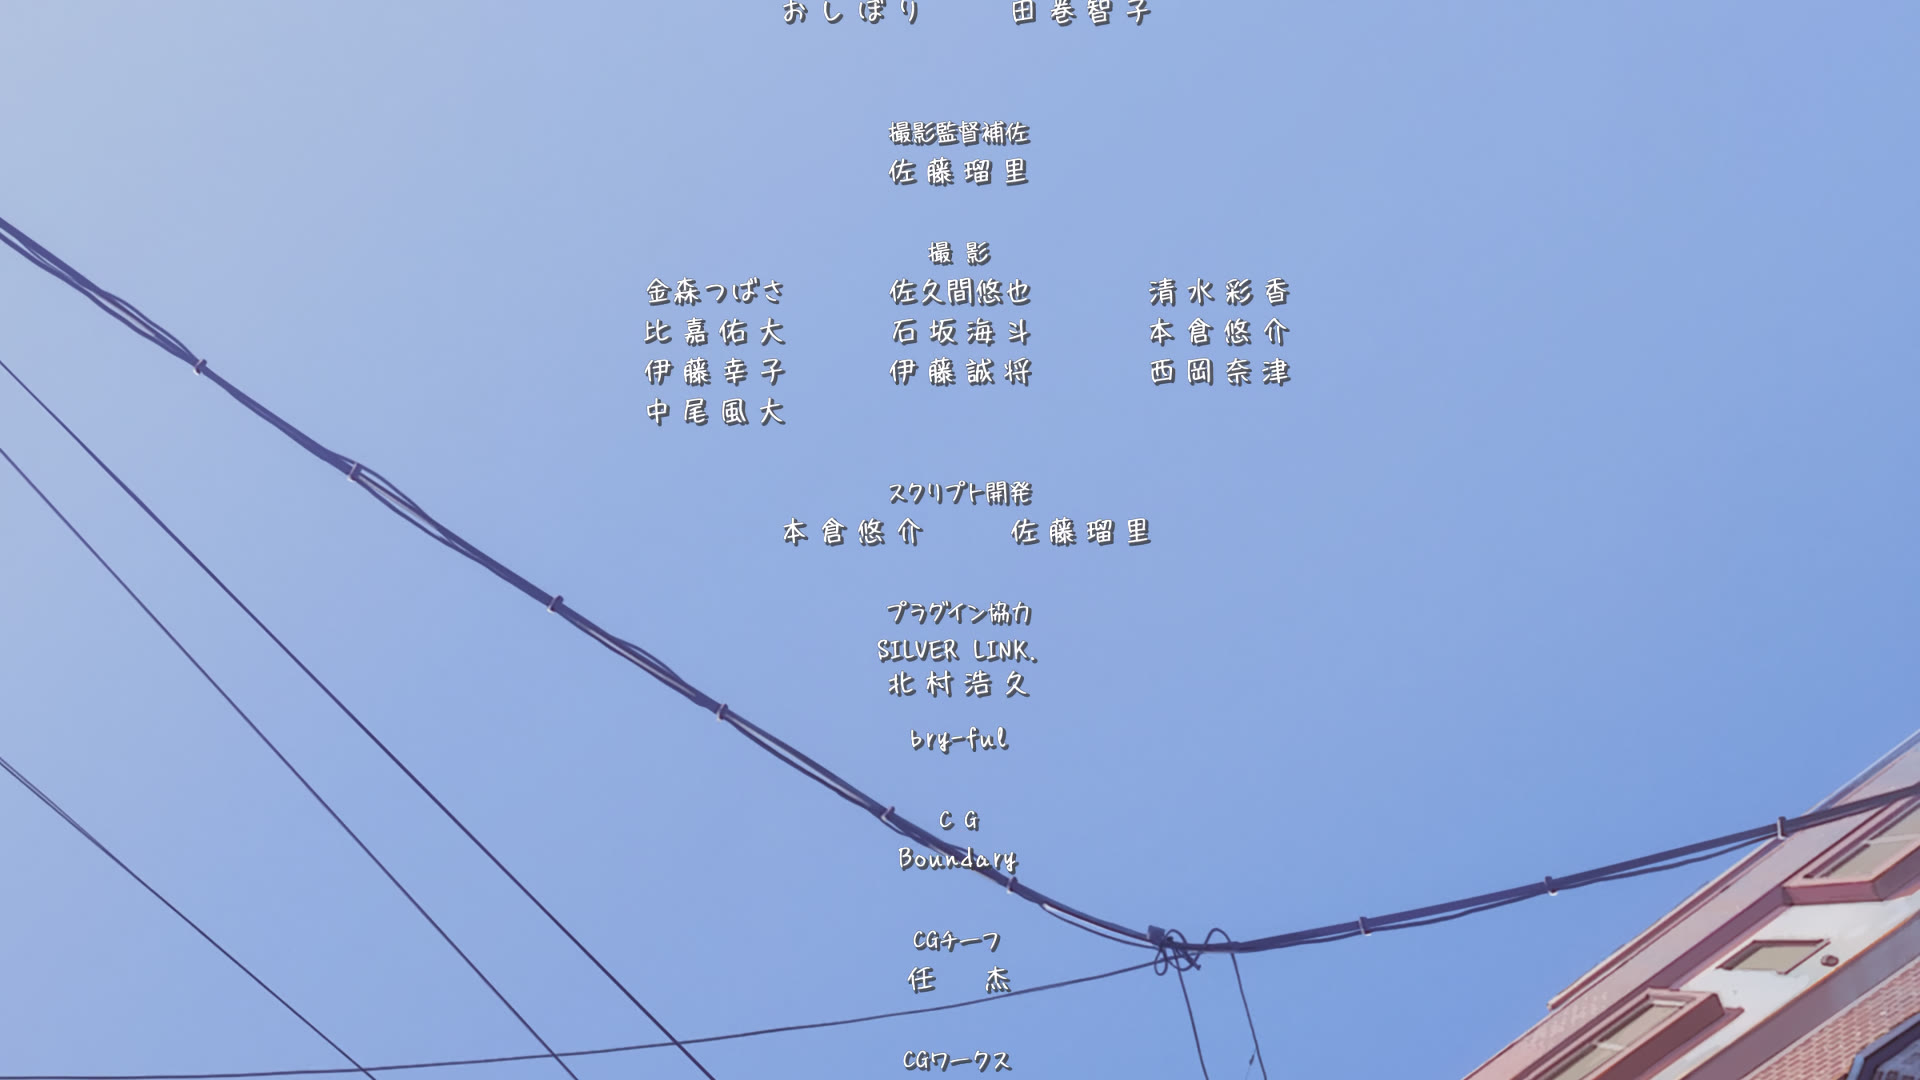 おしぼり 田巻智子
撮影監督補佐
佐藤瑠里
撮影
金森つばさ 佐久間悠也 清水彩香
比嘉佑大 石坂海斗 本倉悠介
伊藤幸子 伊藤誠将 西岡奈津
中尾風大
スクリプト開発
本倉悠介 佐藤瑠里
プラグイン協力
SILVER LINK.
北村浩久
bry-ful
CG
Boundary
CGチーフ
任 杰
CGワークス